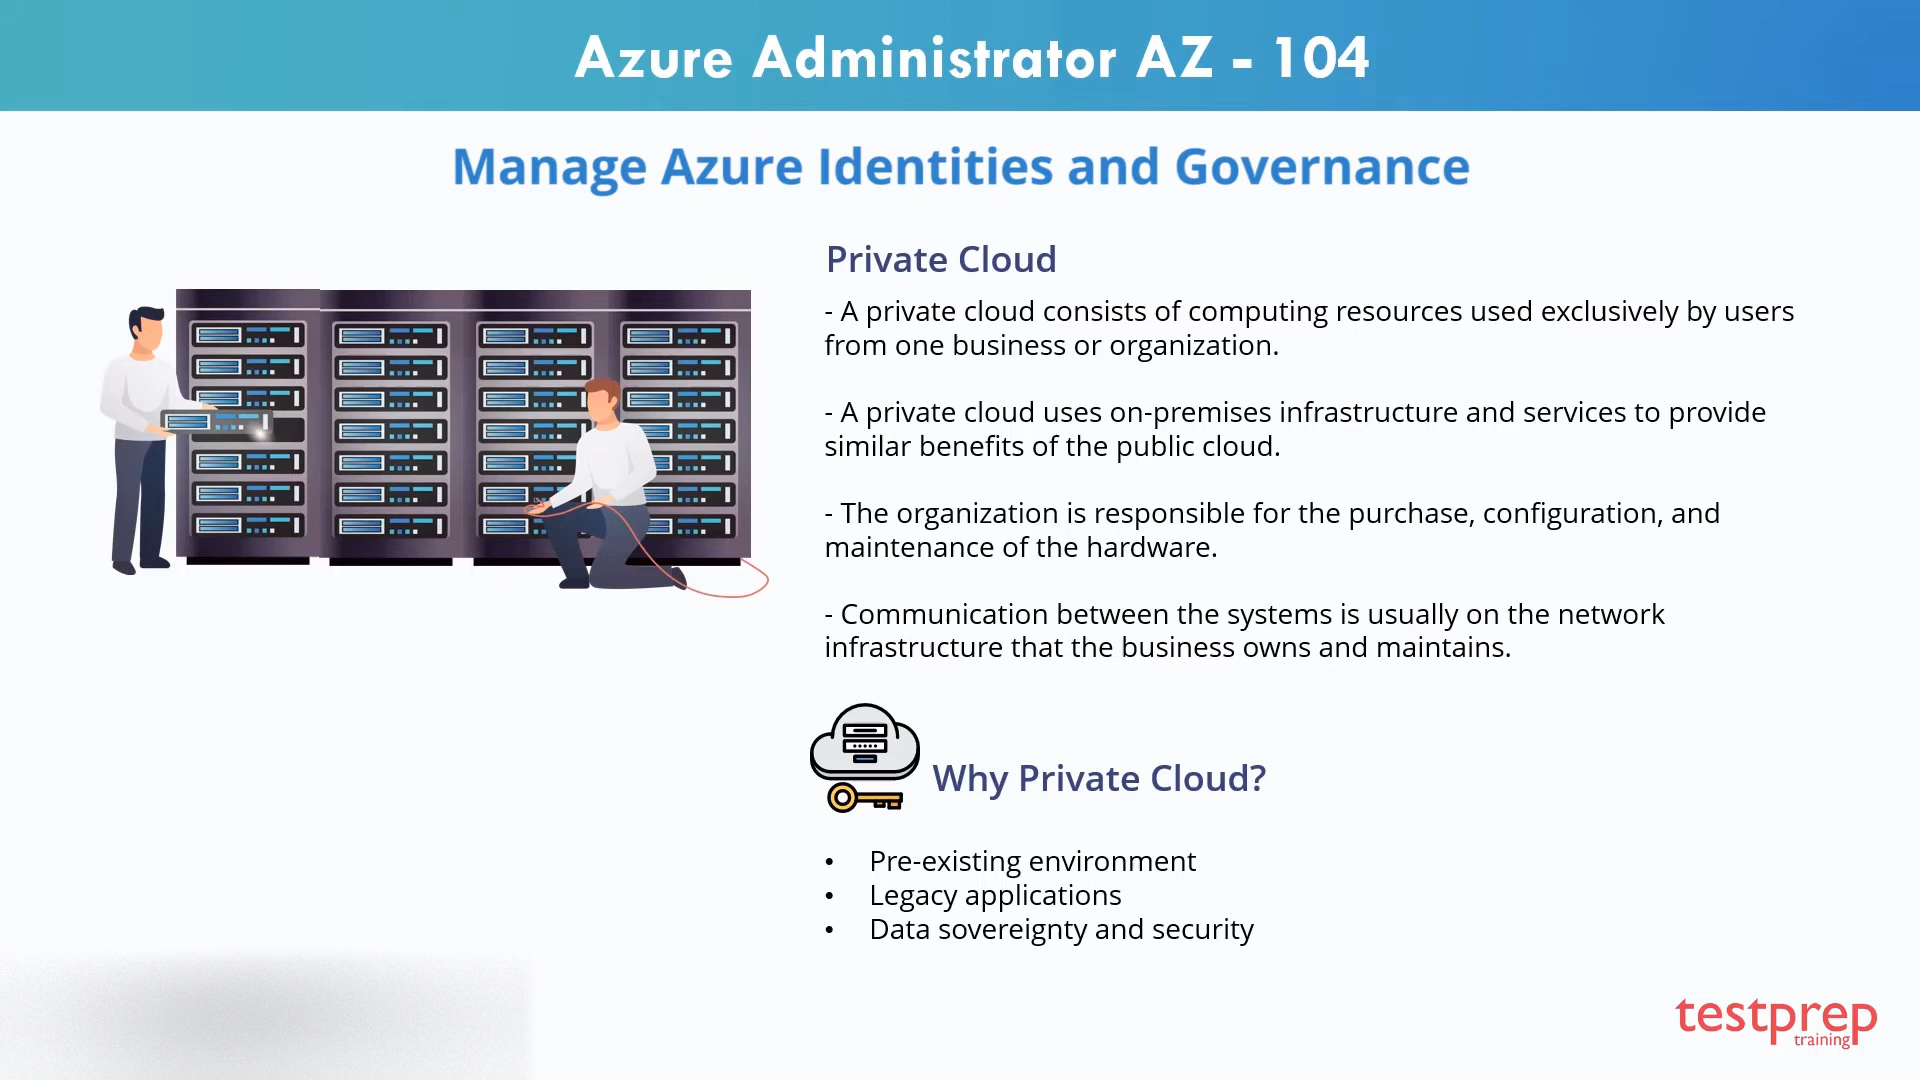 Azure Administrator AZ - 104
Manage Azure Identities and Governance
Private Cloud
- A private cloud consists of computing resources used exclusively by users
from one business or organization.
- A private cloud uses on-premises infrastructure and services to provide
similar benefits of the public cloud.
- The organization is responsible for the purchase, configuration, and
maintenance of the hardware.
- Communication between the systems is usually on the network
infrastructure that the business owns and maintains.
Why Private Cloud?
• Pre-existing environment
• Legacy applications
• Data sovereignty and security
testprep
training